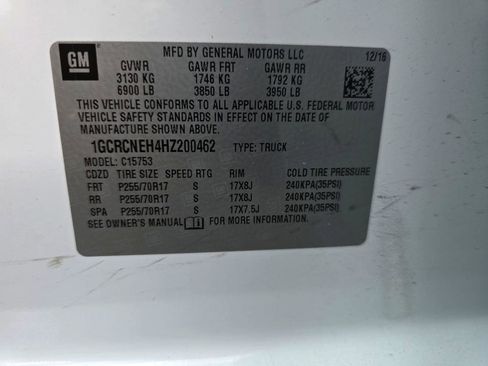 GM
MFD BY GENERAL MOTORS LLC
12/16
GVWR GAWR FRT GAWR RR
3130 KG 1746 KG 1792 KG
6900 LB 3850 LB 3950 LB
THIS VEHICLE CONFORMS TO ALL APPLICABLE U.S. FEDERAL MOTOR
VEHICLE SAFETY STANDARDS IN EFFECT ON THE DATE OF
MANUFACTURE SHOWN ABOVE.
1GCRCNEH4HZ200462 TYPE: TRUCK
MODEL: C15753
CDZD TIRE SIZE SPEED RTG RIM COLD TIRE PRESSURE
FRT P255/70R17 S 17X8J 240KPA(35PSI)
RR P255/70R17 S 17X8J 240KPA(35PSI)
SPA P255/70R17 S 17X7.5J 240KPA(35PSI)
SEE OWNER'S MANUAL FOR MORE INFORMATION.